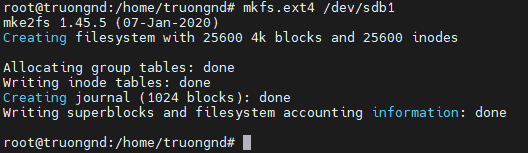 root@truongnd:/home/truongnd# mkfs.ext4 /dev/sdb1
mke2fs 1.45.5 (07-Jan-2020)
Creating filesystem with 25600 4k blocks and 25600 inodes
Allocating group tables: done
Writing inode tables: done
Creating journal (1024 blocks): done
Writing superblocks and filesystem accounting information: done
root@truongnd:/home/truongnd#